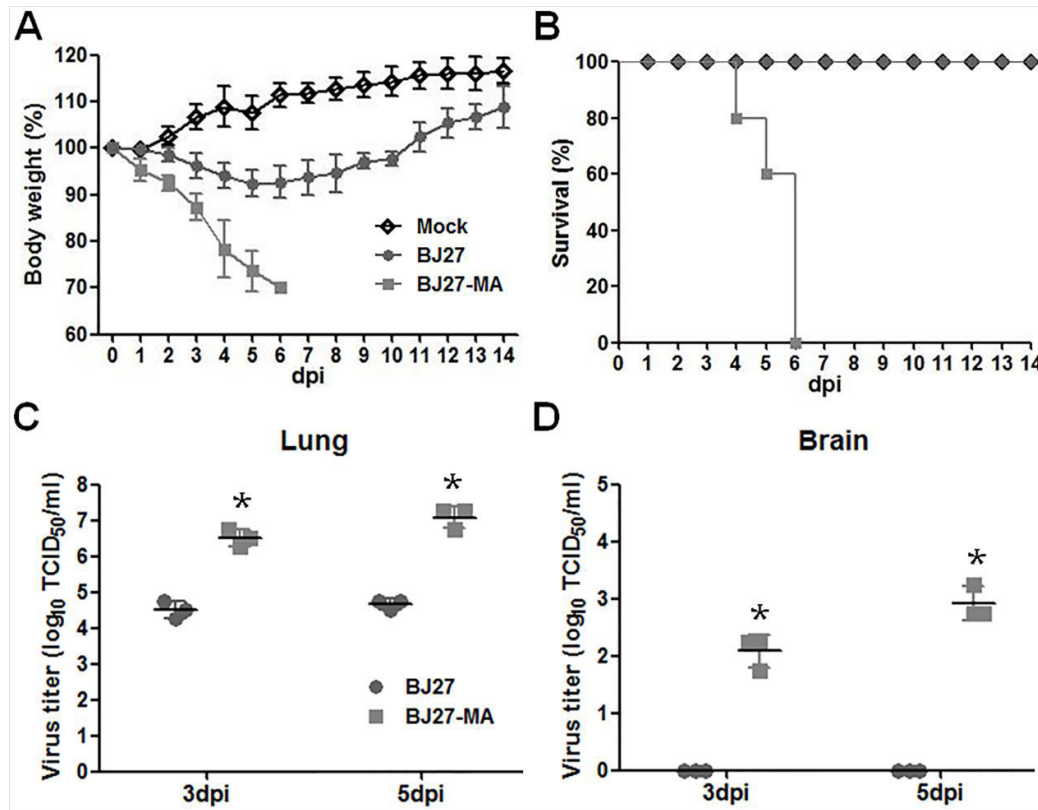 A
Body weight (%)
120
110
100
90
80
70
60
0 1 2 3 4 5 6 7 8 9 10 11 12 13 14
dpi
Mock
BJ27
BJ27-MA
B
Survival (%)
100
80
60
40
20
0
0 1 2 3 4 5 6 7 8 9 10 11 12 13 14
dpi
C
Lung
Virus titer (log10 TCID50/ml)
8
7
6
5
4
3
2
1
0
* *
BJ27
BJ27-MA
3dpi 5dpi
D
Brain
Virus titer (log10 TCID50/ml)
5
4
3
2
1
0
* *
3dpi 5dpi